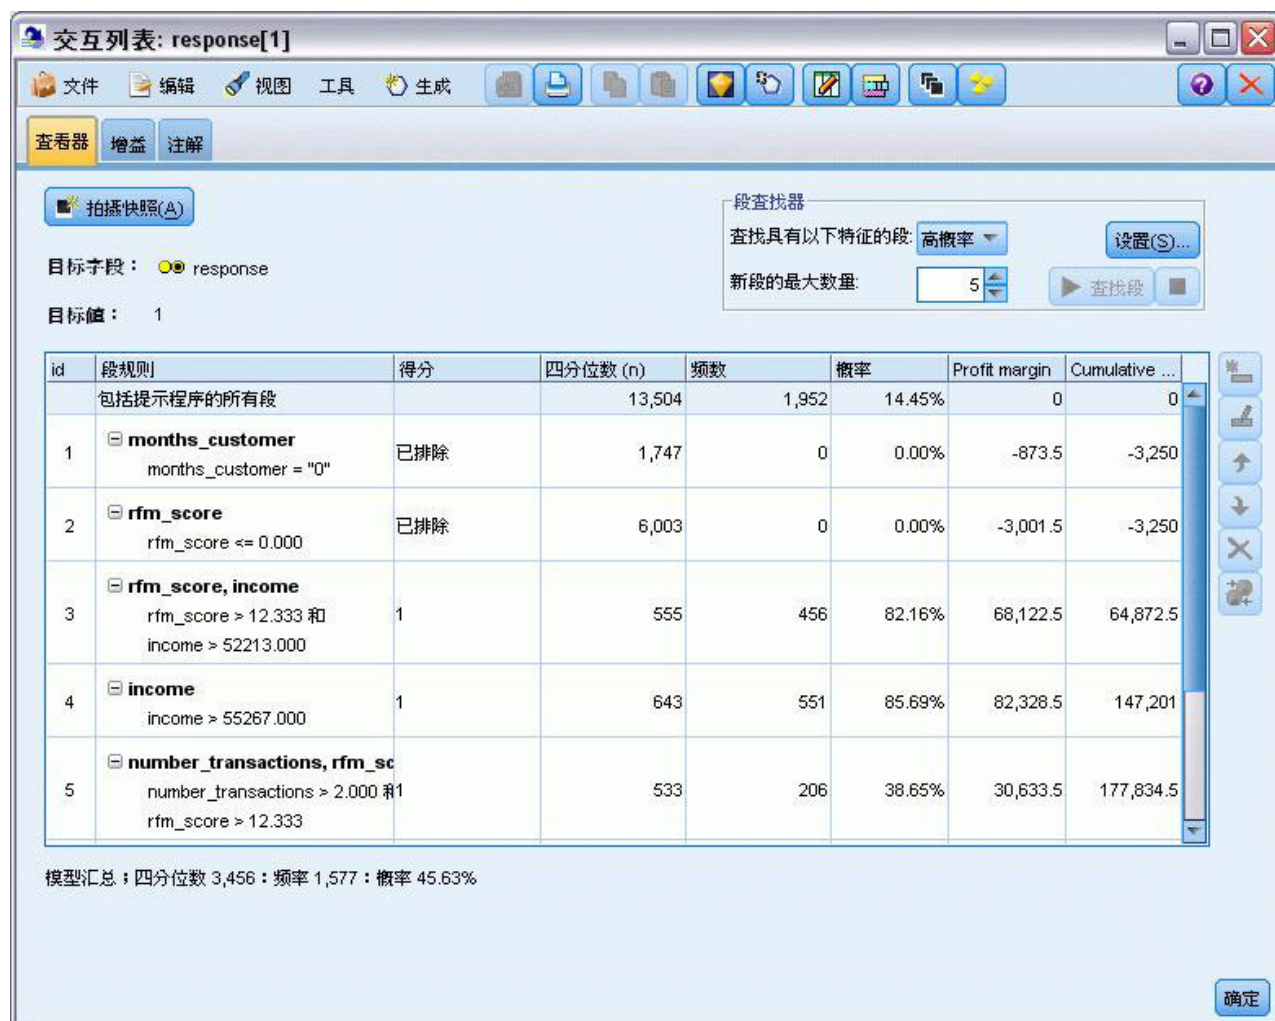 交互列表: response[1]
文件 编辑 视图 工具 生成
查看器 增益 注解
拍摄快照(A)
段查找器
查找具有以下特征的段: 高概率 设置(S)...
目标字段： response
新段的最大数量: 5 查找段
目标值： 1
id 段规则 得分 四分位数 (n) 频数 概率 Profit margin Cumulative ...
包括提示程序的所有段 13,504 1,952 14.45% 0 0
months_customer
1 已排除 1,747 0 0.00% -873.5 -3,250
months_customer = "0"
rfm_score
2 已排除 6,003 0 0.00% -3,001.5 -3,250
rfm_score <= 0.000
rfm_score, income
3 rfm_score > 12.333 和 1 555 456 82.16% 68,122.5 64,872.5
income > 52213.000
income
4 1 643 551 85.69% 82,328.5 147,201
income > 55267.000
number_transactions, rfm_sc
5 number_transactions > 2.000 和 1 533 206 38.65% 30,633.5 177,834.5
rfm_score > 12.333
模型汇总；四分位数 3,456：频率 1,577：概率 45.63%
确定